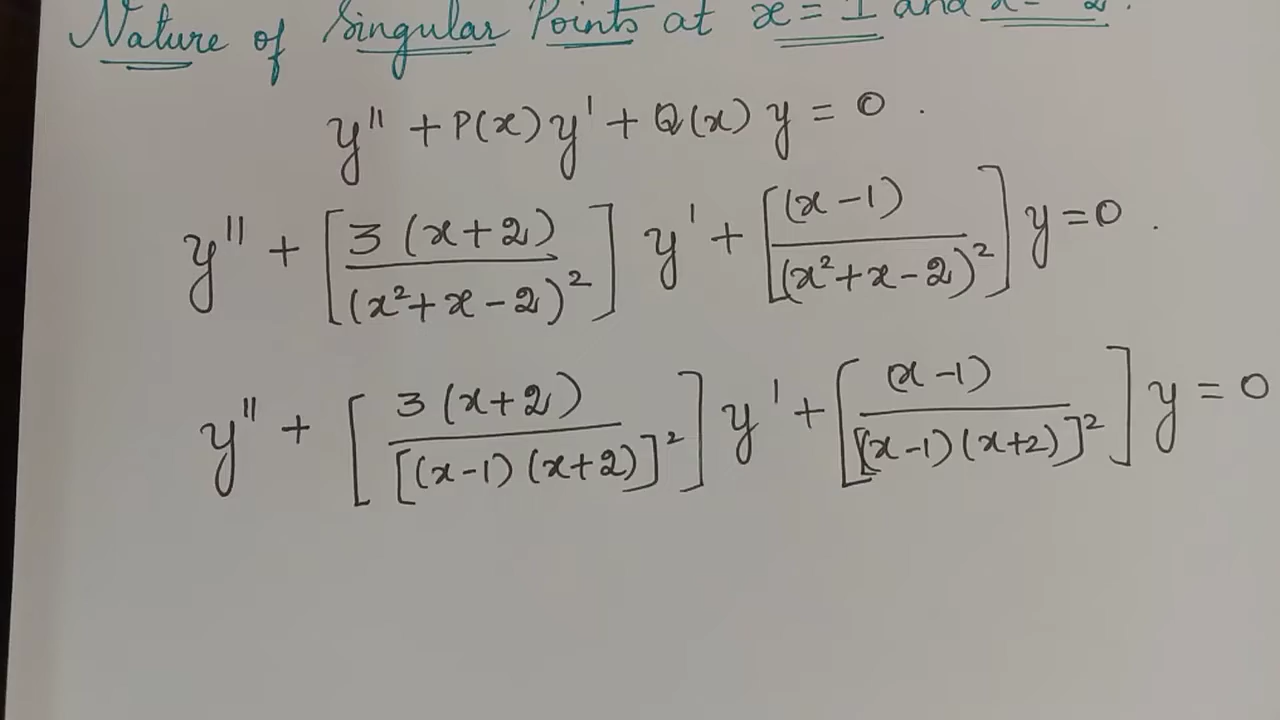 Nature of Singular Points at x = 1 and x = -2.
y'' + P(x) y' + Q(x) y = 0 .
y'' + [3 (x+2) / (x²+x-2)²] y' + [(x-1) / (x²+x-2)²] y = 0 .
y'' + [3 (x+2) / [(x-1) (x+2)]²] y' + [(x-1) / [(x-1) (x+2)]²] y = 0